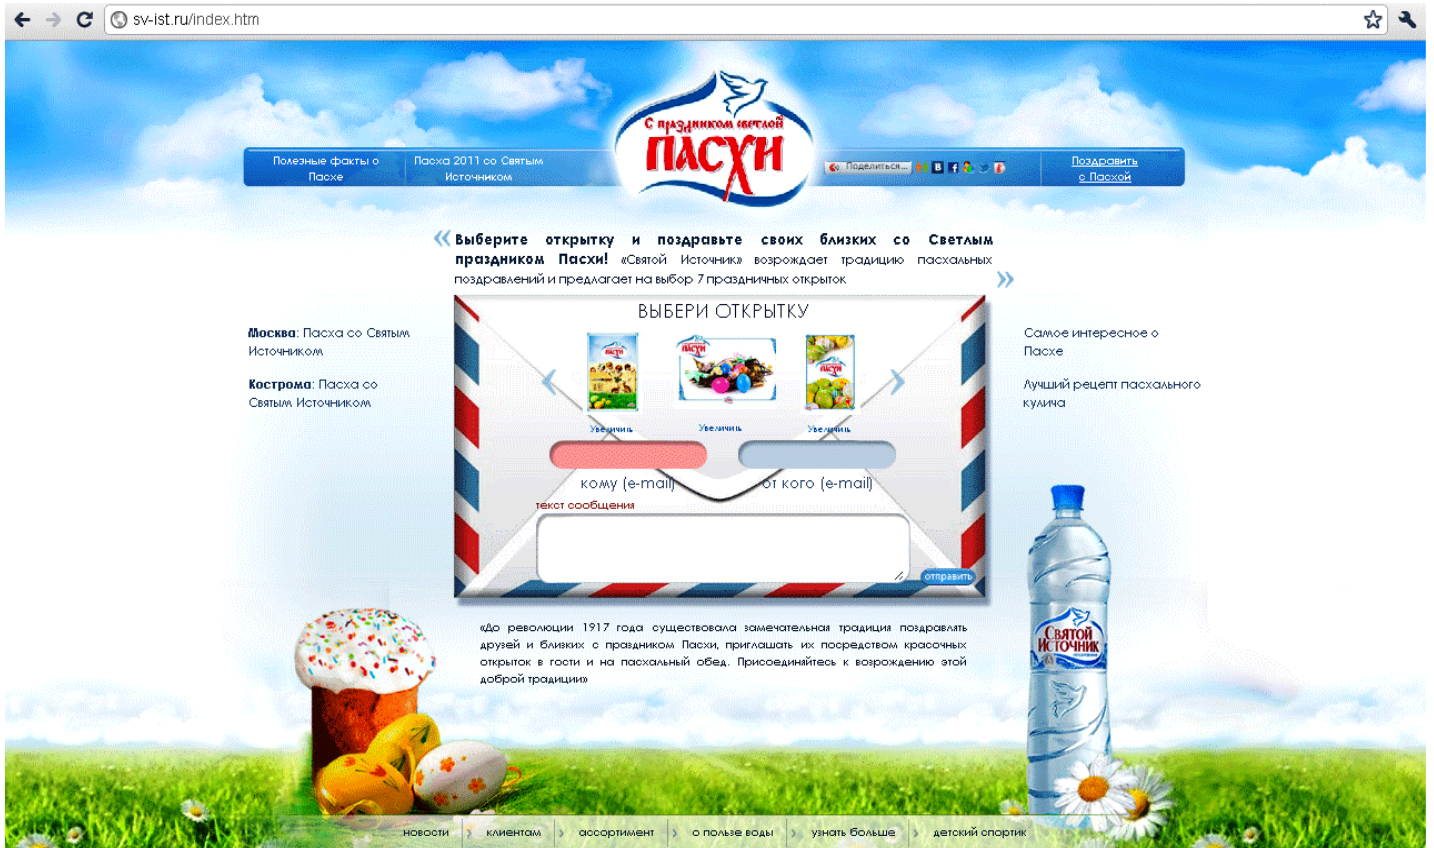 sv-ist.ru/index.htm
С праздником светлой
ПАСХИ
Полезные факты о
Пасхе
Пасха 2011 со Святым
Источником
Поделиться...
Поздравить
с Пасхой
« Выберите открытку и поздравьте своих близких со Светлым
праздником Пасхи! «Святой Источник» возрождает традицию пасхальных
поздравлений и предлагает на выбор 7 праздничных открыток »
Москва: Пасха со Святым
Источником
Кострома: Пасха со
Святым Источником
ВЫБЕРИ ОТКРЫТКУ
ПАСХИ
ПАСХИ
ПАСХИ
Увеличить
Увеличить
Увеличить
кому (e-mail)
от кого (e-mail)
текст сообщения
отправить
Самое интересное о
Пасхе
Лучший рецепт пасхального
кулича
«До революции 1917 года существовала замечательная традиция поздравлять
друзей и близких с праздником Пасхи, приглашать их посредством красочных
открыток в гости и на пасхальный обед. Присоединяйтесь к возрождению этой
доброй традиции»
СВЯТОЙ
ИСТОЧНИК
новости
клиентам
ассортимент
о пользе воды
узнать больше
детский спортик